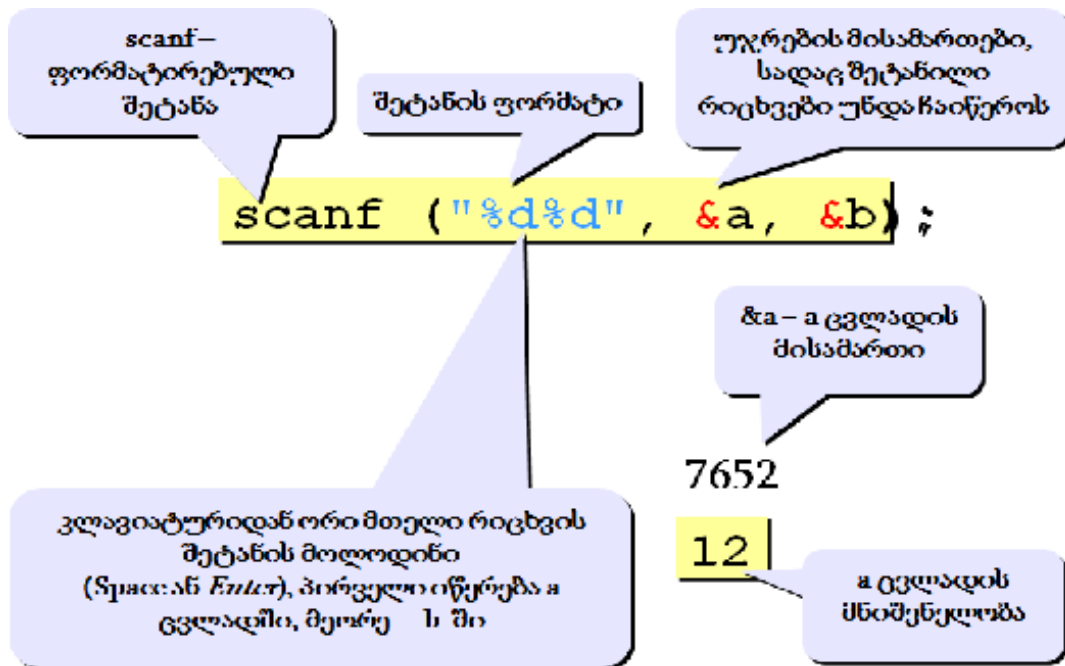 scanf –
ფორმატირებული
შეტანა
შეტანის ფორმატი
უჯრების მისამართები,
სადაც შეტანილი
რიცხვები უნდა ჩაიწეროს
scanf ("%d%d", &a, &b);
&a – a ცვლადის
მისამართი
7652
12
a ცვლადის
მნიშვნელობა
კლავიატურიდან ორი მთელი რიცხვის
შეტანის მოლოდინი
(Space ან Enter), პირველი იწერება a
ცვლადში, მეორე ში